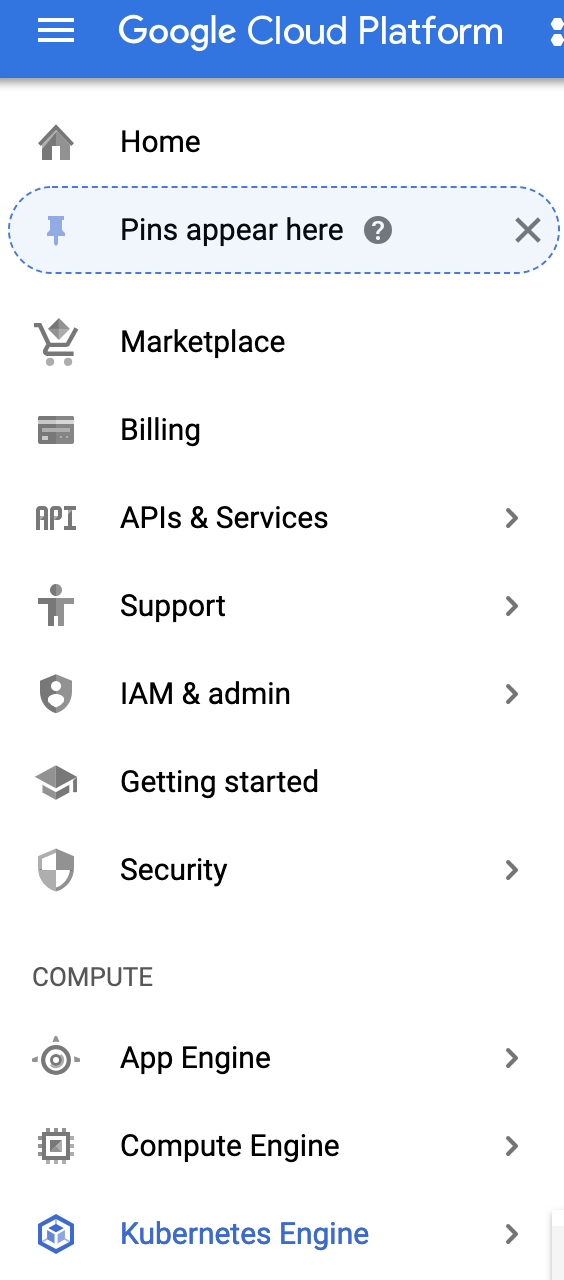 Google Cloud Platform
Home
Pins appear here ?
Marketplace
Billing
API APIs & Services
Support
IAM & admin
Getting started
Security
COMPUTE
App Engine
Compute Engine
Kubernetes Engine